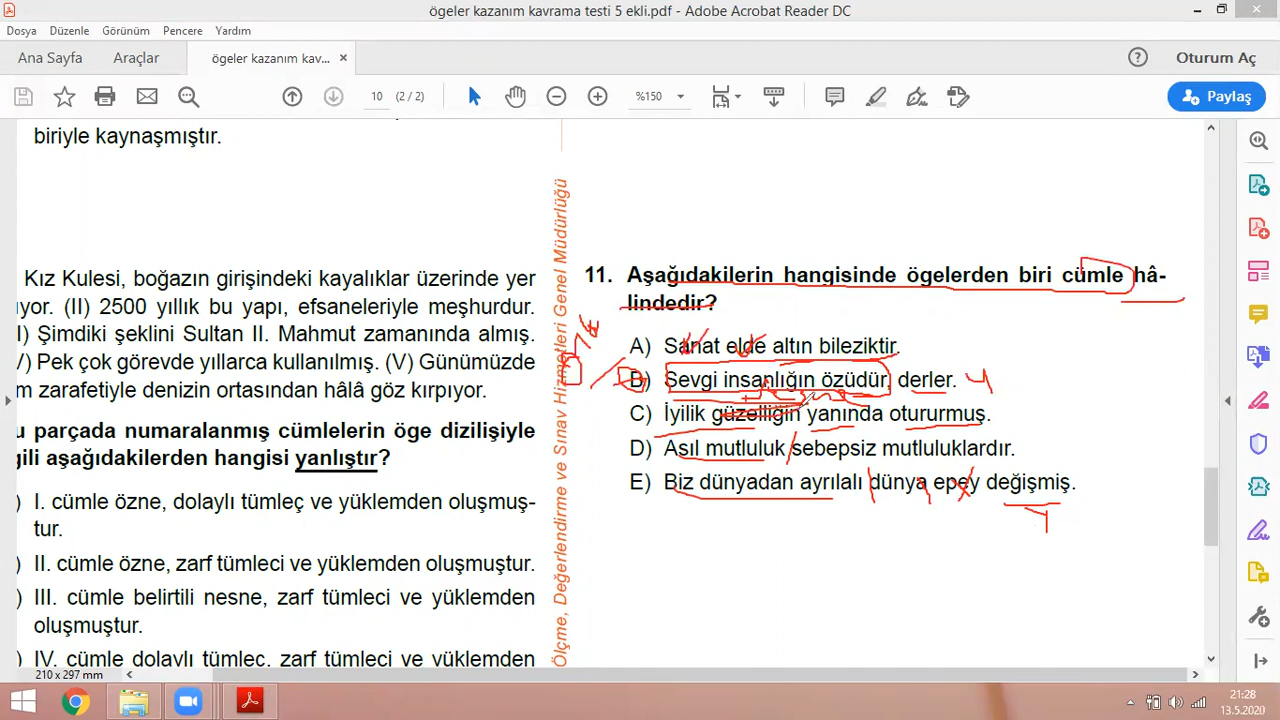 ögeler kazanım kavrama testi 5 ekli.pdf - Adobe Acrobat Reader DC
Dosya Düzenle Görünüm Pencere Yardım
Ana Sayfa Araçlar ögeler kazanım kav... × Oturum Aç
10 (2 / 2) %150 Paylaş
biriyle kaynaşmıştır.
Kız Kulesi, boğazın girişindeki kayalıklar üzerinde yer
ıyor. (II) 2500 yıllık bu yapı, efsaneleriyle meşhurdur.
I) Şimdiki şeklini Sultan II. Mahmut zamanında almış.
V) Pek çok görevde yıllarca kullanılmış. (V) Günümüzde
m zarafetiyle denizin ortasından hâlâ göz kırpıyor.
u parçada numaralanmış cümlelerin öge dizilişiyle
gili aşağıdakilerden hangisi yanlıştır?
) I. cümle özne, dolaylı tümleç ve yüklemden oluşmuş-
tur.
) II. cümle özne, zarf tümleci ve yüklemden oluşmuştur.
) III. cümle belirtili nesne, zarf tümleci ve yüklemden
oluşmuştur.
) IV. cümle dolaylı tümleç, zarf tümleci ve yüklemden
Ölçme, Değerlendirme ve Sınav Hizmetleri Genel Müdürlüğü
11. Aşağıdakilerin hangisinde ögelerden biri cümle hâ-
lindedir?
A) Sanat elde altın bileziktir.
B) Sevgi insanlığın özüdür, derler.
C) İyilik güzelliğin yanında otururmuş.
D) Asıl mutluluk sebepsiz mutluluklardır.
E) Biz dünyadan ayrılalı dünya epey değişmiş.
210 x 297 mm
21:28
13.5.2020